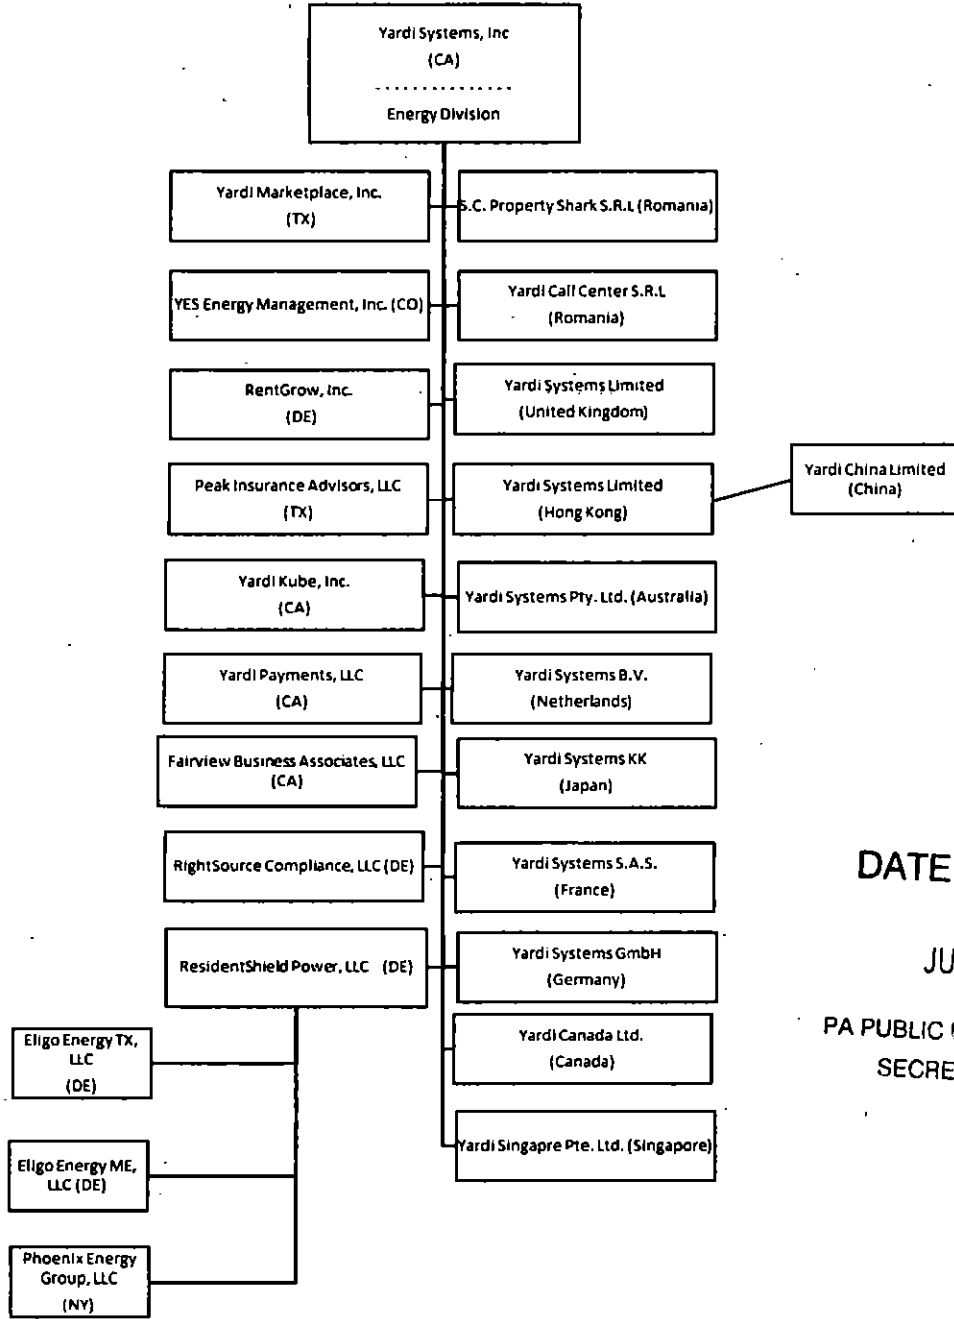 Yardi Systems, Inc
(CA)
Energy Division
Yardi Marketplace, Inc.
(TX)
S.C. Property Shark S.R.L (Romania)
YES Energy Management, Inc. (CO)
Yardi Call Center S.R.L
(Romania)
RentGrow, Inc.
(DE)
Yardi Systems Limited
(United Kingdom)
Peak Insurance Advisors, LLC
(TX)
Yardi Systems Limited
(Hong Kong)
Yardi China Limited
(China)
Yardi Kube, Inc.
(CA)
Yardi Systems Pty. Ltd. (Australia)
Yardi Payments, LLC
(CA)
Yardi Systems B.V.
(Netherlands)
Fairview Business Associates, LLC
(CA)
Yardi Systems KK
(Japan)
RightSource Compliance, LLC (DE)
Yardi Systems S.A.S.
(France)
ResidentShield Power, LLC (DE)
Yardi Systems GmbH
(Germany)
Eligo Energy TX,
LLC
(DE)
Yardi Canada Ltd.
(Canada)
Eligo Energy ME,
LLC (DE)
Yardi Singapre Pte. Ltd. (Singapore)
Phoenix Energy
Group, LLC
(NY)
DATE
JU
PA PUBLIC
SECRE